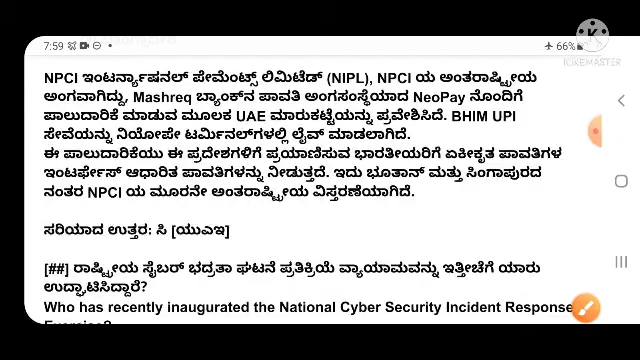 7:59
66%
KINEMASTER
NPCI ಇಂಟರ್ನ್ಯಾಷನಲ್ ಪೇಮೆಂಟ್ಸ್ ಲಿಮಿಟೆಡ್ (NIPL), NPCI ಯ ಅಂತರಾಷ್ಟ್ರೀಯ
ಅಂಗವಾಗಿದ್ದು, Mashreq ಬ್ಯಾಂಕ್‌ನ ಪಾವತಿ ಅಂಗಸಂಸ್ಥೆಯಾದ NeoPay ನೊಂದಿಗೆ
ಪಾಲುದಾರಿಕೆ ಮಾಡುವ ಮೂಲಕ UAE ಮಾರುಕಟ್ಟೆಯನ್ನು ಪ್ರವೇಶಿಸಿದೆ. BHIM UPI
ಸೇವೆಯನ್ನು ನಿಯೋಪೇ ಟರ್ಮಿನಲ್‌ಗಳಲ್ಲಿ ಲೈವ್ ಮಾಡಲಾಗಿದೆ.
ಈ ಪಾಲುದಾರಿಕೆಯು ಈ ಪ್ರದೇಶಗಳಿಗೆ ಪ್ರಯಾಣಿಸುವ ಭಾರತೀಯರಿಗೆ ಏಕೀಕೃತ ಪಾವತಿಗಳ
ಇಂಟರ್ಫೇಸ್ ಆಧಾರಿತ ಪಾವತಿಗಳನ್ನು ನೀಡುತ್ತದೆ. ಇದು ಭೂತಾನ್ ಮತ್ತು ಸಿಂಗಾಪುರದ
ನಂತರ NPCI ಯ ಮೂರನೇ ಅಂತರಾಷ್ಟ್ರೀಯ ವಿಸ್ತರಣೆಯಾಗಿದೆ.
ಸರಿಯಾದ ಉತ್ತರ: ಸಿ [ಯುಎಇ]
[##] ರಾಷ್ಟ್ರೀಯ ಸೈಬರ್ ಭದ್ರತಾ ಘಟನೆ ಪ್ರತಿಕ್ರಿಯೆ ವ್ಯಾಯಾಮವನ್ನು ಇತ್ತೀಚೆಗೆ ಯಾರು
ಉದ್ಘಾಟಿಸಿದ್ದಾರೆ?
Who has recently inaugurated the National Cyber Security Incident Response